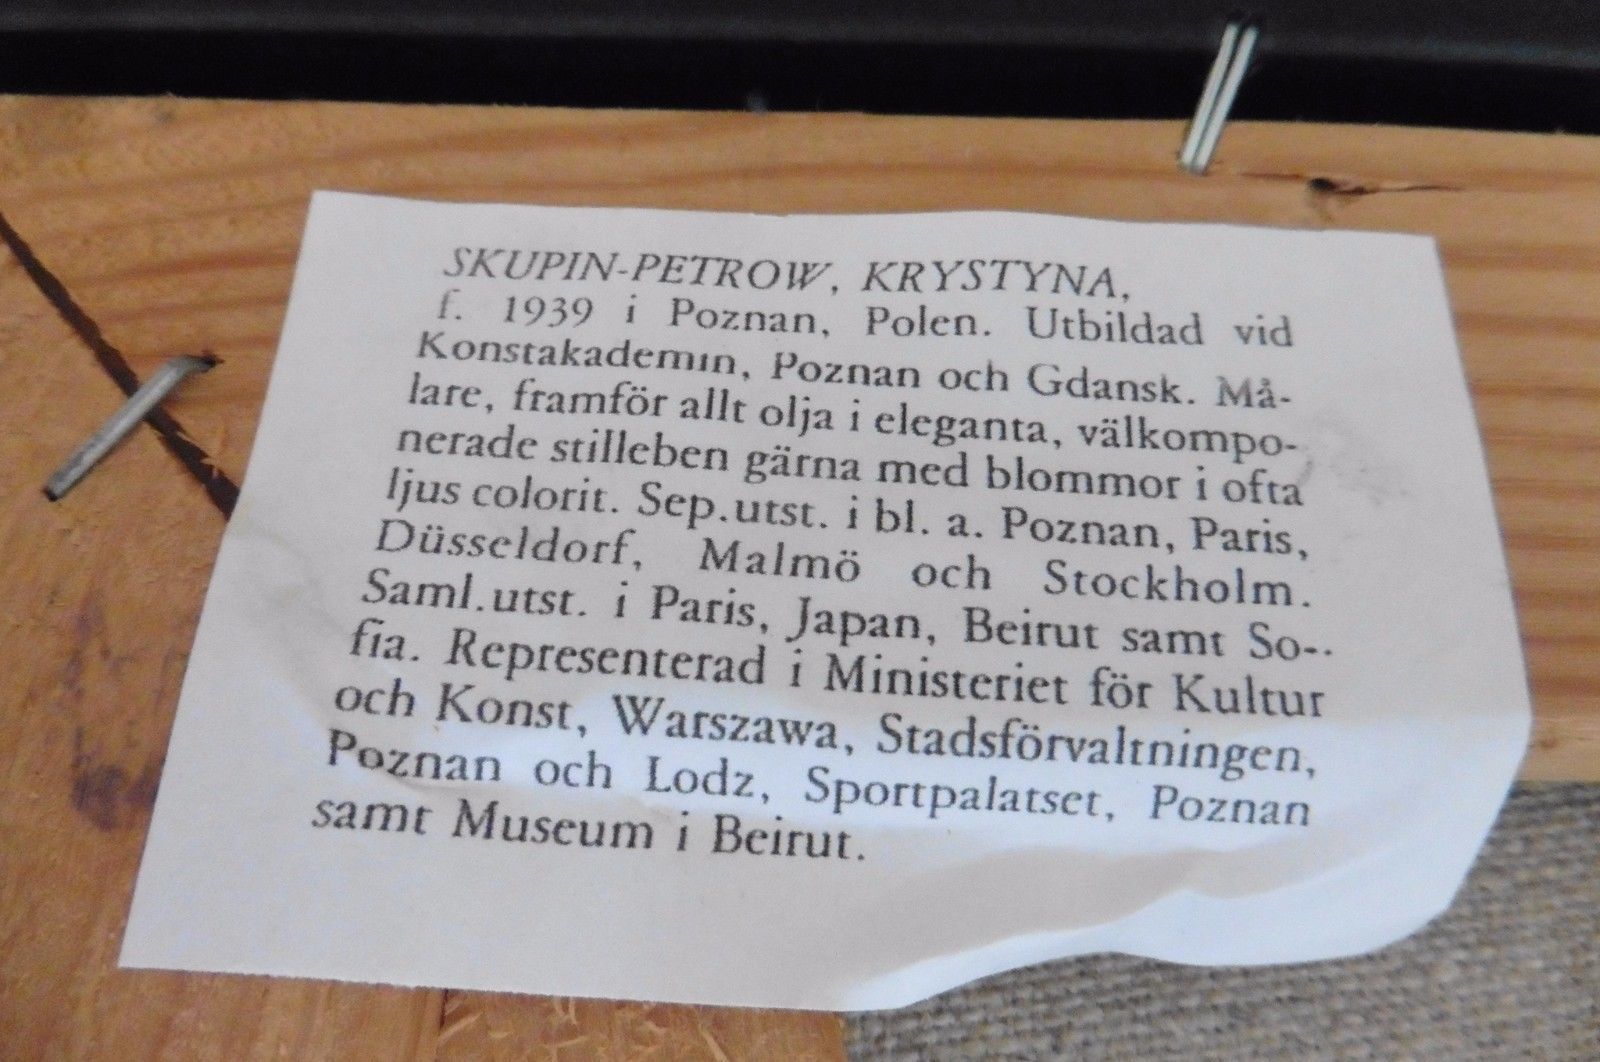 SKUPIN-PETROW, KRYSTYNA,
f. 1939 i Poznan, Polen. Utbildad vid
Konstakademin, Poznan och Gdansk. Må-
lare, framför allt olja i eleganta, välkompo-
nerade stilleben gärna med blommor i ofta
ljus colorit. Sep.utst. i bl. a. Poznan, Paris,
Düsseldorf, Malmö och Stockholm.
Saml.utst. i Paris, Japan, Beirut samt So-
fia. Representerad i Ministeriet för Kultur
och Konst, Warszawa, Stadsförvaltningen,
Poznan och Lodz, Sportpalatset, Poznan
samt Museum i Beirut.